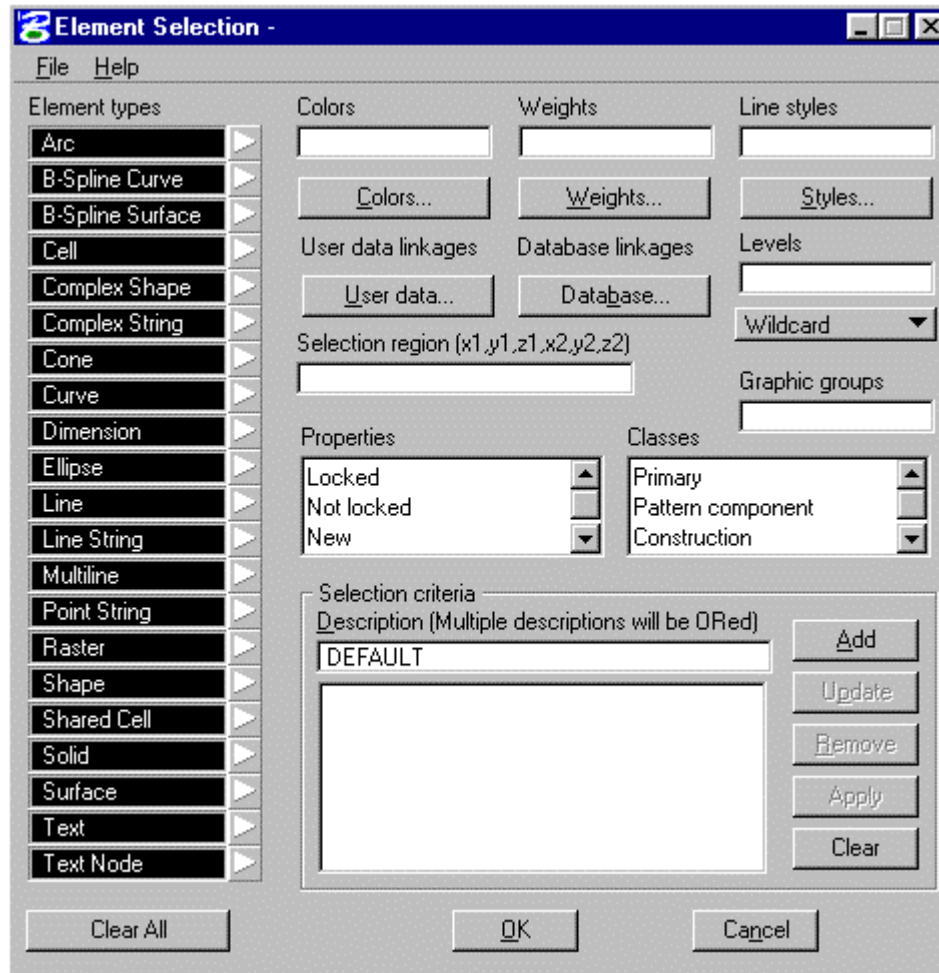 Element Selection -
File Help
Element types
Arc
B-Spline Curve
B-Spline Surface
Cell
Complex Shape
Complex String
Cone
Curve
Dimension
Ellipse
Line
Line String
Multiline
Point String
Raster
Shape
Shared Cell
Solid
Surface
Text
Text Node
Clear All
Colors Weights Line styles
Colors... Weights... Styles...
User data linkages Database linkages Levels
User data... Database...
Wildcard
Selection region (x1,y1,z1,x2,y2,z2)
Graphic groups
Properties Classes
Locked
Not locked
New
Primary
Pattern component
Construction
Selection criteria
Description (Multiple descriptions will be ORed)
DEFAULT
Add
Update
Remove
Apply
Clear
OK Cancel